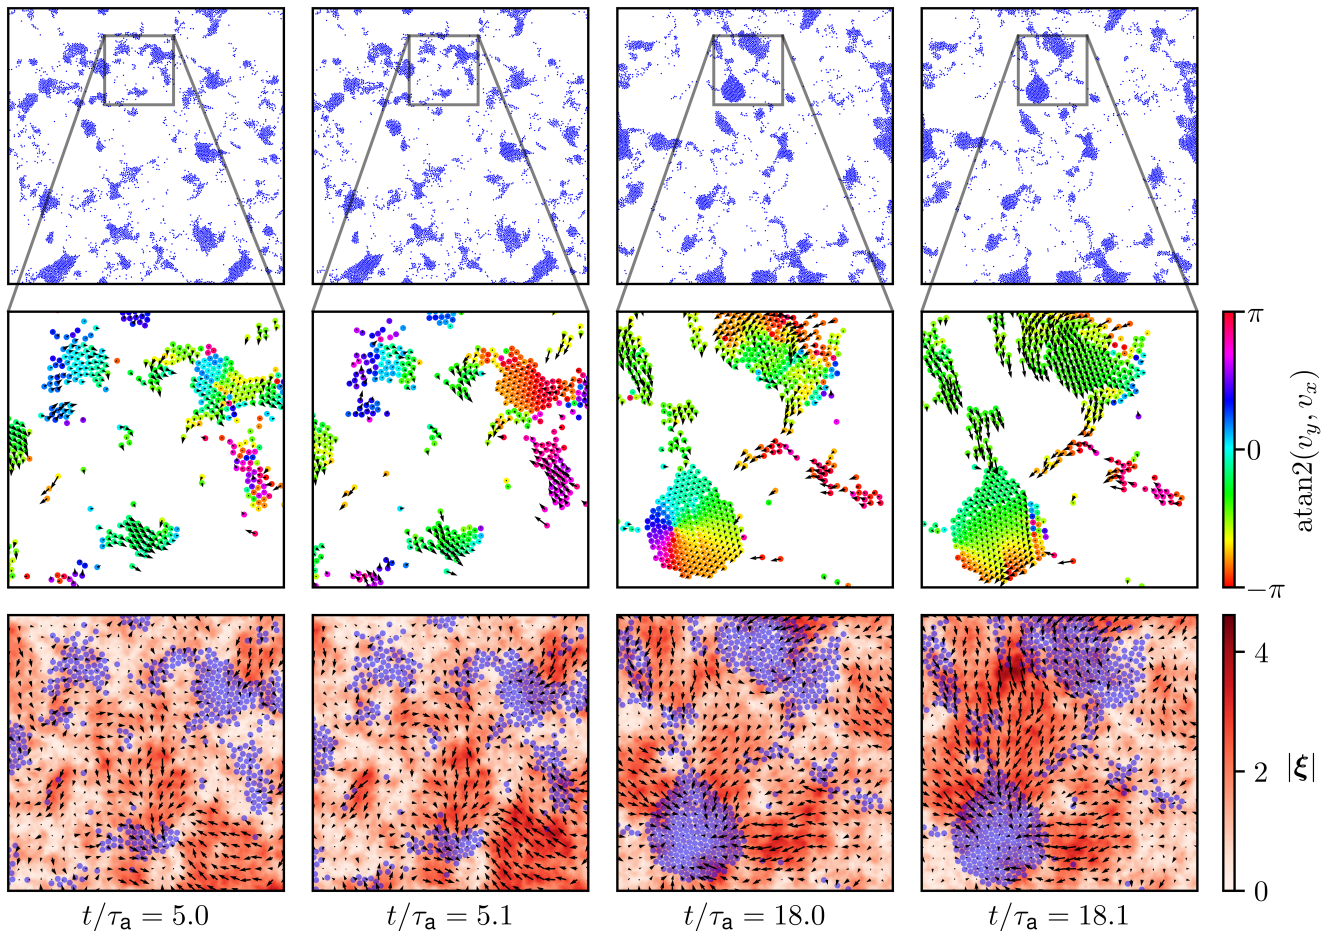 π
0
−π
atan2(v_y, v_x)
4
2
0
|ξ|
t/τ_a = 5.0
t/τ_a = 5.1
t/τ_a = 18.0
t/τ_a = 18.1